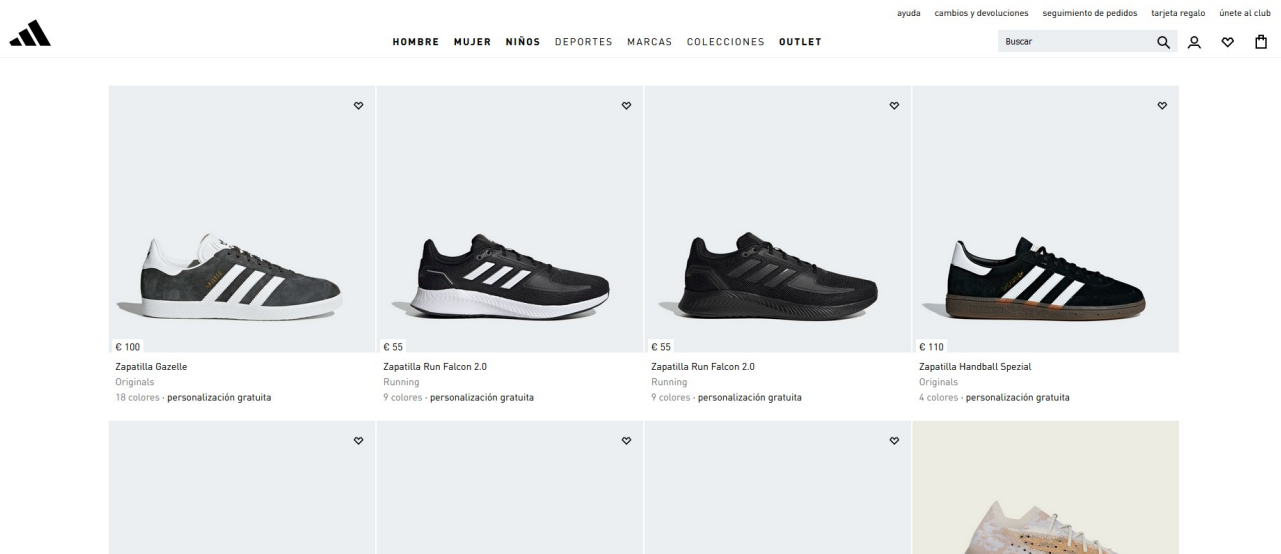 ayuda cambios y devoluciones seguimiento de pedidos tarjeta regalo únete al club
HOMBRE MUJER NIÑOS DEPORTES MARCAS COLECCIONES OUTLET
Buscar
€ 100
Zapatilla Gazelle
Originals
18 colores · personalización gratuita
€ 55
Zapatilla Run Falcon 2.0
Running
9 colores · personalización gratuita
€ 55
Zapatilla Run Falcon 2.0
Running
9 colores · personalización gratuita
€ 110
Zapatilla Handball Spezial
Originals
4 colores · personalización gratuita